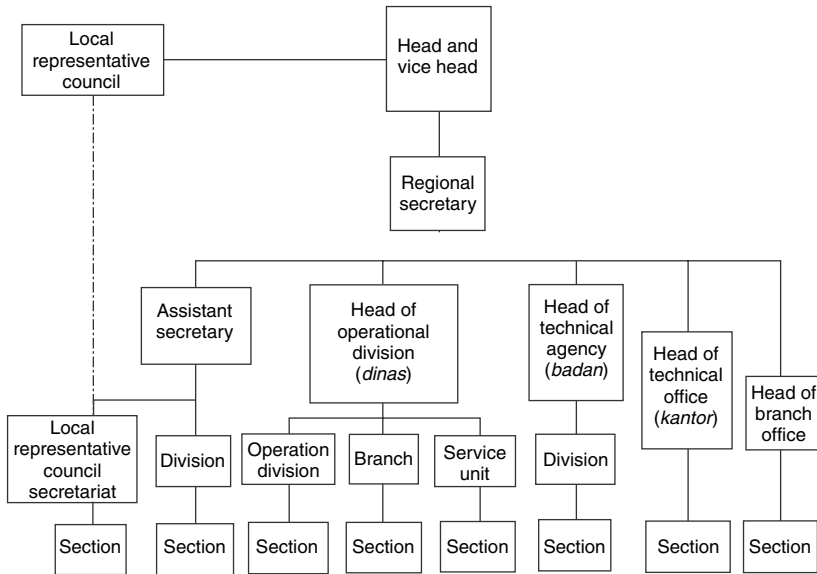 Local
representative
council
Head and
vice head
Regional
secretary
Assistant
secretary
Head of
operational
division
(dinas)
Head of
technical
agency
(badan)
Head of
technical
office
(kantor)
Head of
branch
office
Local
representative
council
secretariat
Division
Operation
division
Branch
Service
unit
Division
Section
Section
Section
Section
Section
Section
Section
Section